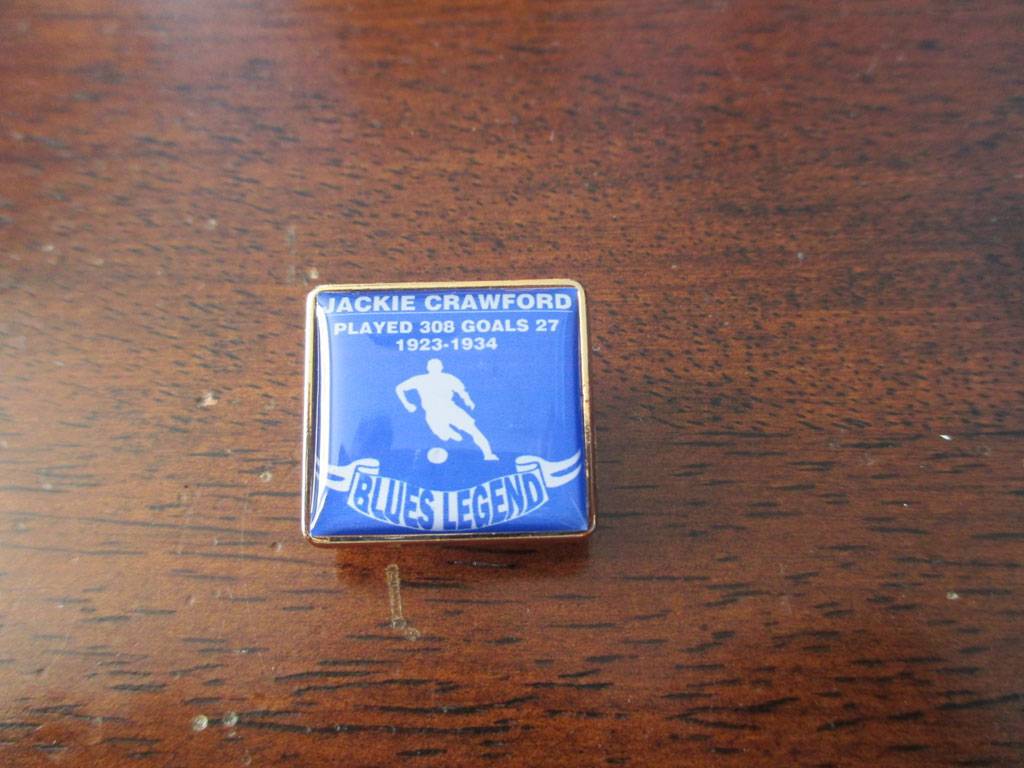 JACKIE CRAWFORD
PLAYED 308 GOALS 27
1923-1934
BLUES LEGEND